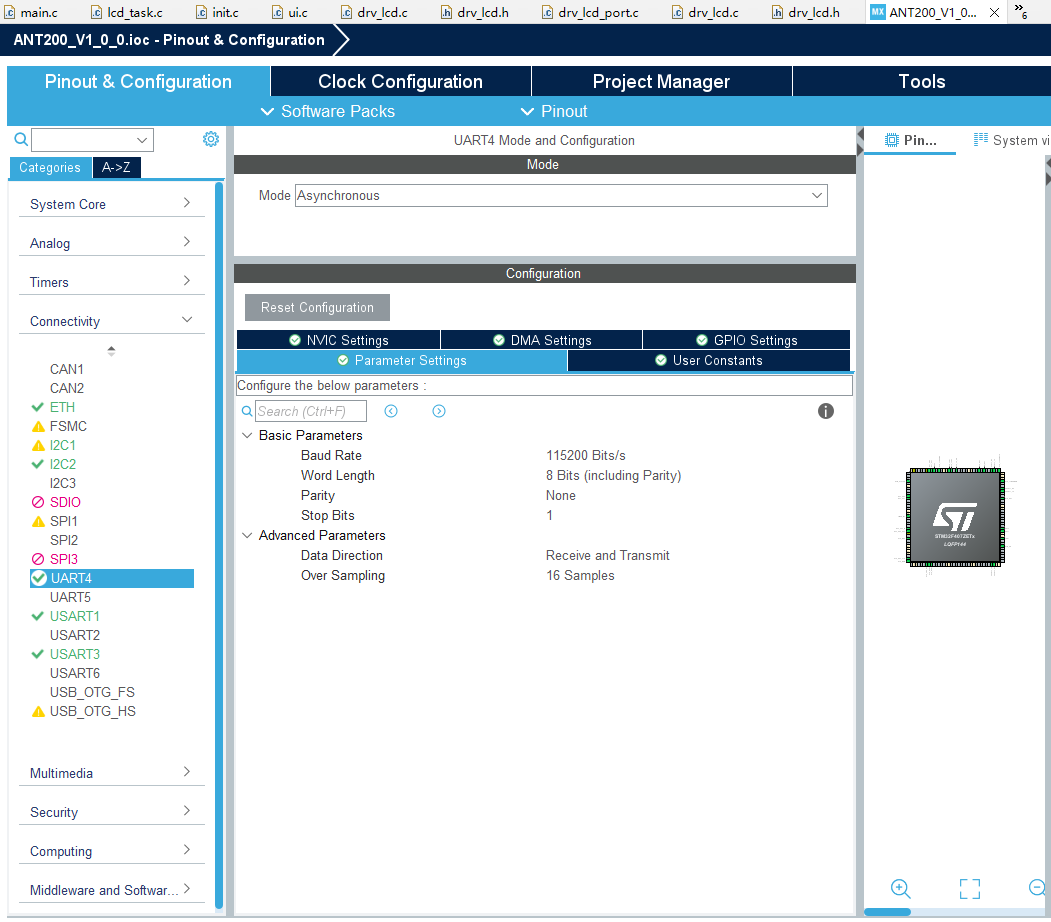 main.c lcd_task.c init.c ui.c drv_lcd.c drv_lcd.h drv_lcd_port.c drv_lcd.c drv_lcd.h MX ANT200_V1_0... »6
ANT200_V1_0_0.ioc - Pinout & Configuration
Pinout & Configuration Clock Configuration Project Manager Tools
Software Packs Pinout
UART4 Mode and Configuration
Pin... System vi
Categories A->Z
Mode
Mode Asynchronous
System Core
Analog
Timers
Connectivity
CAN1
CAN2
ETH
FSMC
I2C1
I2C2
I2C3
SDIO
SPI1
SPI2
SPI3
UART4
UART5
USART1
USART2
USART3
USART6
USB_OTG_FS
USB_OTG_HS
Multimedia
Security
Computing
Middleware and Softwar...
Configuration
Reset Configuration
NVIC Settings DMA Settings GPIO Settings
Parameter Settings User Constants
Configure the below parameters :
Search (Ctrl+F)
Basic Parameters
Baud Rate 115200 Bits/s
Word Length 8 Bits (including Parity)
Parity None
Stop Bits 1
Advanced Parameters
Data Direction Receive and Transmit
Over Sampling 16 Samples
ST
STM32F407ZETx
LQFP144